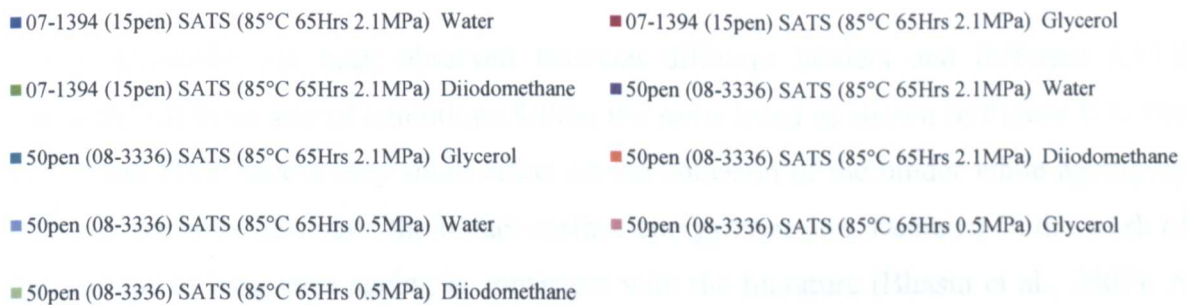 07-1394 (15pen) SATS (85°C 65Hrs 2.1MPa) Water
07-1394 (15pen) SATS (85°C 65Hrs 2.1MPa) Glycerol
07-1394 (15pen) SATS (85°C 65Hrs 2.1MPa) Diiodomethane
50pen (08-3336) SATS (85°C 65Hrs 2.1MPa) Water
50pen (08-3336) SATS (85°C 65Hrs 2.1MPa) Glycerol
50pen (08-3336) SATS (85°C 65Hrs 2.1MPa) Diiodomethane
50pen (08-3336) SATS (85°C 65Hrs 0.5MPa) Water
50pen (08-3336) SATS (85°C 65Hrs 0.5MPa) Glycerol
50pen (08-3336) SATS (85°C 65Hrs 0.5MPa) Diiodomethane